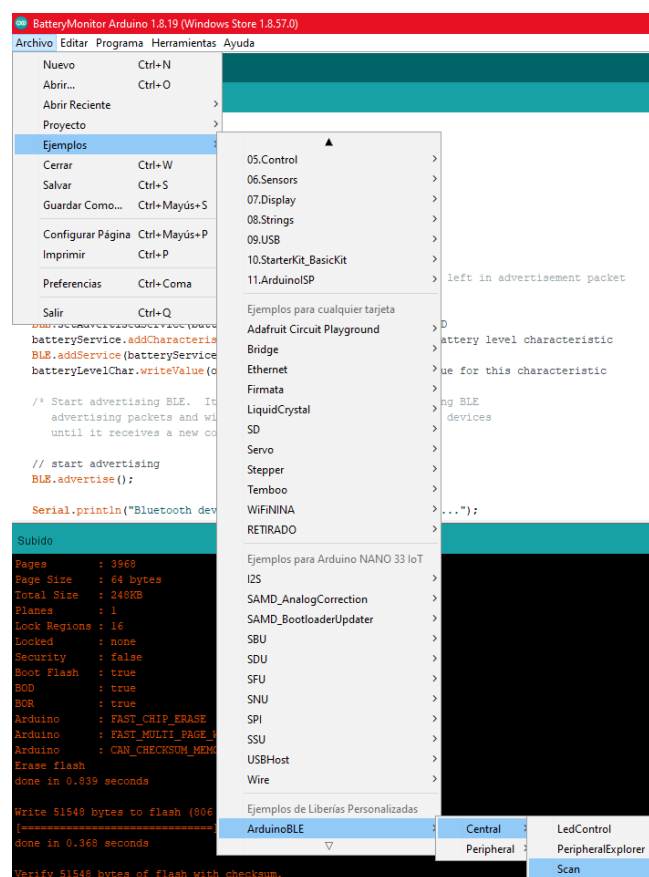 BatteryMonitor Arduino 1.8.19 (Windows Store 1.8.57.0)
Archivo Editar Programa Herramientas Ayuda
Nuevo Ctrl+N
Abrir... Ctrl+O
Abrir Reciente
Proyecto
Ejemplos
Cerrar Ctrl+W
Salvar Ctrl+S
Guardar Como... Ctrl+Mayús+S
Configurar Página Ctrl+Mayús+P
Imprimir Ctrl+P
Preferencias Ctrl+Coma
Salir Ctrl+Q
05.Control
06.Sensors
07.Display
08.Strings
09.USB
10.StarterKit_BasicKit
11.ArduinoISP
Ejemplos para cualquier tarjeta
Adafruit Circuit Playground
Bridge
Ethernet
Firmata
LiquidCrystal
SD
Servo
Stepper
Temboo
WiFiNINA
RETIRADO
Ejemplos para Arduino NANO 33 IoT
I2S
SAMD_AnalogCorrection
SAMD_BootloaderUpdater
SBU
SDU
SFU
SNU
SPI
SSU
USBHost
Wire
Ejemplos de Liberías Personalizadas
ArduinoBLE
Central
Peripheral
LedControl
PeripheralExplorer
Scan
left in advertisement packet
batteryService.addCharacteris attery level characteristic
BLE.addService(batteryService
batteryLevelChar.writeValue(o ue for this characteristic
/* Start advertising BLE. It ng BLE
advertising packets and wi devices
until it receives a new co
// start advertising
BLE.advertise();
Serial.println("Bluetooth dev ...");
Subido
Pages : 3968
Page Size : 64 bytes
Total Size : 248KB
Planes : 1
Lock Regions : 16
Locked : none
Security : false
Boot Flash : true
BOD : true
BOR : true
Arduino : FAST_CHIP_ERASE
Arduino : FAST_MULTI_PAGE_W
Arduino : CAN_CHECKSUM_MEMO
Erase flash
done in 0.839 seconds
Write 51548 bytes to flash (806
[==============================]
done in 0.368 seconds
Verify 51548 bytes of flash with checksum.